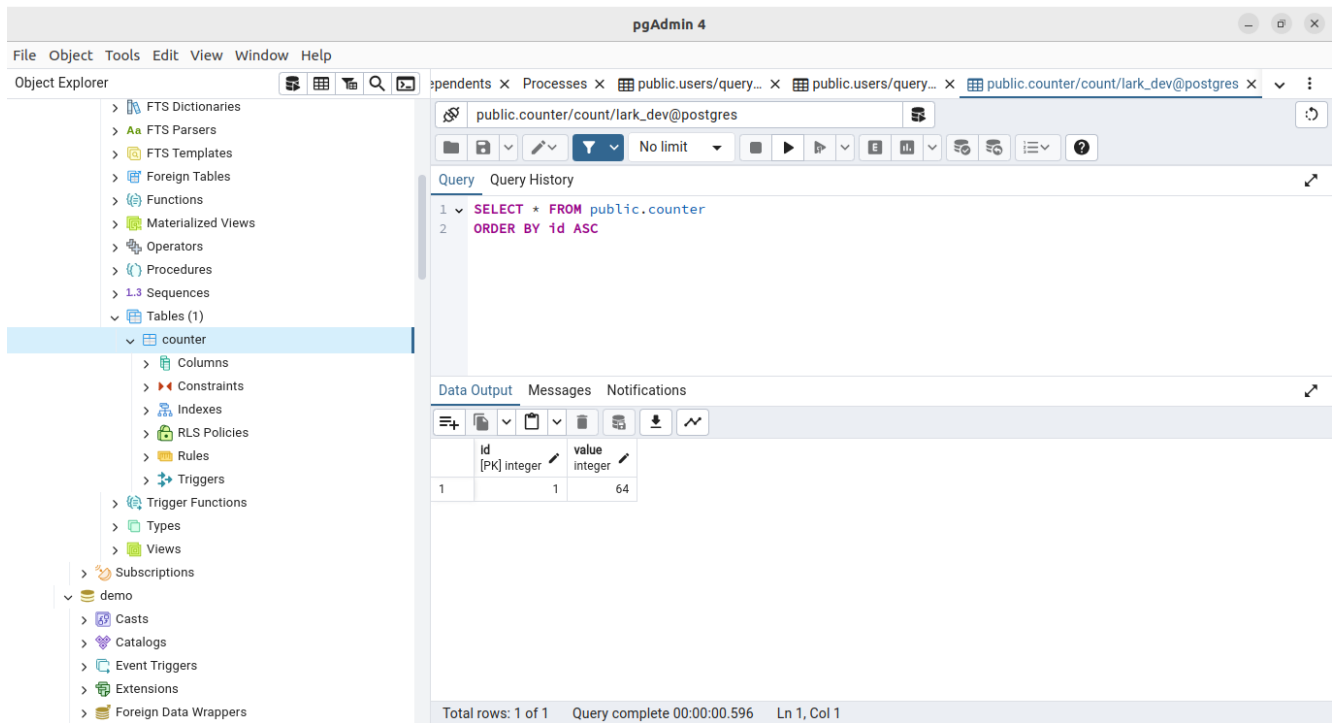 pgAdmin 4
File Object Tools Edit View Window Help
Object Explorer
FTS Dictionaries
Aa FTS Parsers
FTS Templates
Foreign Tables
Functions
Materialized Views
Operators
Procedures
1..3 Sequences
Tables (1)
counter
Columns
Constraints
Indexes
RLS Policies
Rules
Triggers
Trigger Functions
Types
Views
Subscriptions
demo
Casts
Catalogs
Event Triggers
Extensions
Foreign Data Wrappers
ependents Processes public.users/query... public.users/query... public.counter/count/lark_dev@postgres
public.counter/count/lark_dev@postgres
No limit
E
Query Query History
1 SELECT * FROM public.counter
2 ORDER BY id ASC
Data Output Messages Notifications
id value
[PK] integer integer
1 1 64
Total rows: 1 of 1 Query complete 00:00:00.596 Ln 1, Col 1